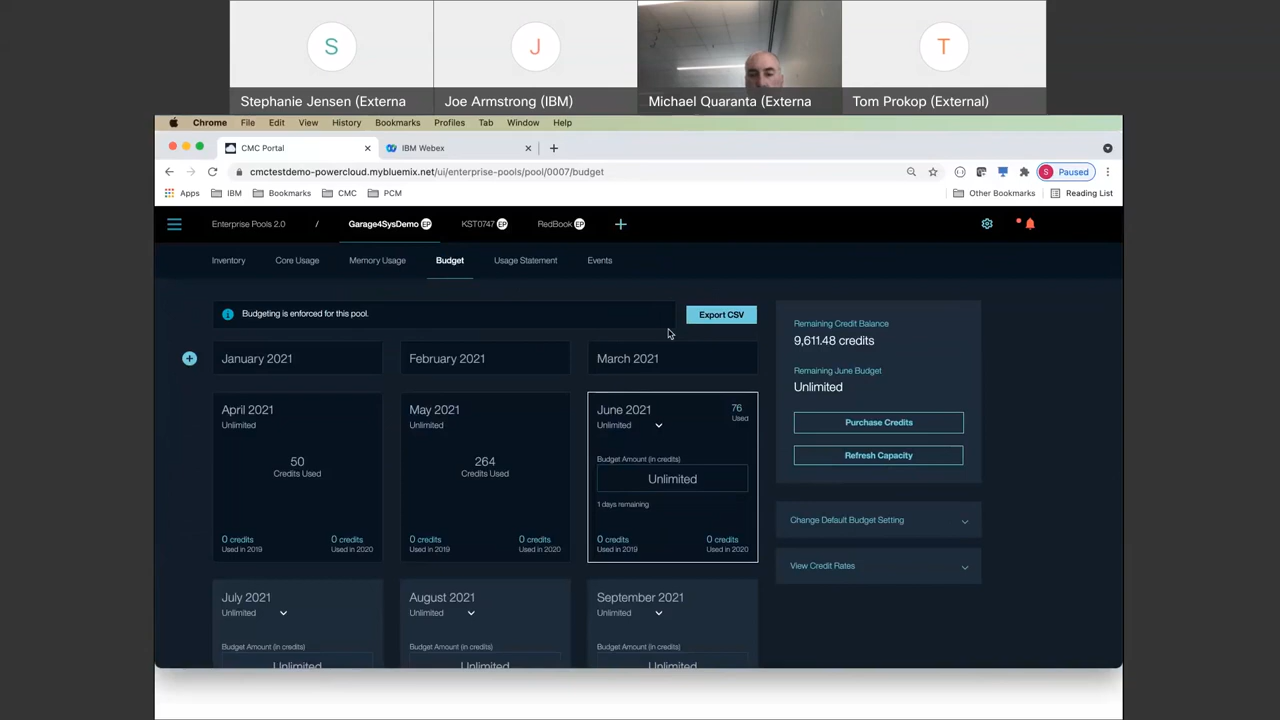 S
J
T
Stephanie Jensen (Externa
Joe Armstrong (IBM)
Michael Quaranta (Externa
Tom Prokop (External)
Chrome File Edit View History Bookmarks Profiles Tab Window Help
CMC Portal
IBM Webex
cmctestdemo-powercloud.mybluemix.net/ui/enterprise-pools/pool/0007/budget
S Paused
Apps IBM Bookmarks CMC PCM Other Bookmarks Reading List
Enterprise Pools 2.0 / Garage4SysDemo EP KST0747 EP RedBook EP
Inventory Core Usage Memory Usage Budget Usage Statement Events
Budgeting is enforced for this pool.
Export CSV
January 2021
February 2021
March 2021
April 2021
Unlimited
50
Credits Used
0 credits
Used in 2019
0 credits
Used in 2020
May 2021
Unlimited
264
Credits Used
0 credits
Used in 2019
0 credits
Used in 2020
June 2021
Unlimited
76
Used
Budget Amount (in credits)
Unlimited
1 days remaining
0 credits
Used in 2019
0 credits
Used in 2020
July 2021
Unlimited
Budget Amount (in credits)
Unlimited
August 2021
Unlimited
Budget Amount (in credits)
Unlimited
September 2021
Unlimited
Budget Amount (in credits)
Unlimited
Remaining Credit Balance
9,611.48 credits
Remaining June Budget
Unlimited
Purchase Credits
Refresh Capacity
Change Default Budget Setting
View Credit Rates